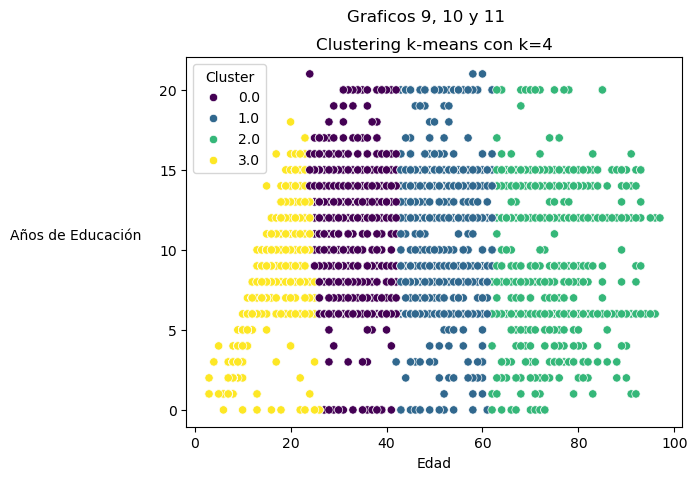 Graficos 9, 10 y 11
Clustering k-means con k=4
Cluster
0.0
1.0
2.0
3.0
20
15
10
5
0
Años de Educación
0 20 40 60 80 100
Edad